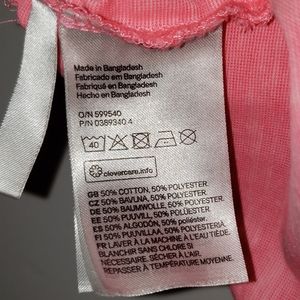 Made in Bangladesh
Fabricado em Bangladesh
Fabriqué en Bangladesh
Hecho en Bangladesh
O/N 599540
P/N 0389340.4
40
clevercare.info
GB 50% COTTON, 50% POLYESTER.
CZ 50% BAVLNA, 50% POLYESTER.
DE 50% BAUMWOLLE, 50% POLYESTER.
EE 50% PUUVILL, 50% POLÜESTER.
ES 50% ALGODÓN, 50% poliéster.
FI 50% PUUVILLA, 50% POLYESTERI.
FR LAVER À LA MACHINE À L'EAU TIÈDE.
BLANCHIR SANS CHLORE SI
NÉCESSAIRE. SÉCHER À L'AIR.
REPASSER À TEMPÉRATURE MOYENNE.